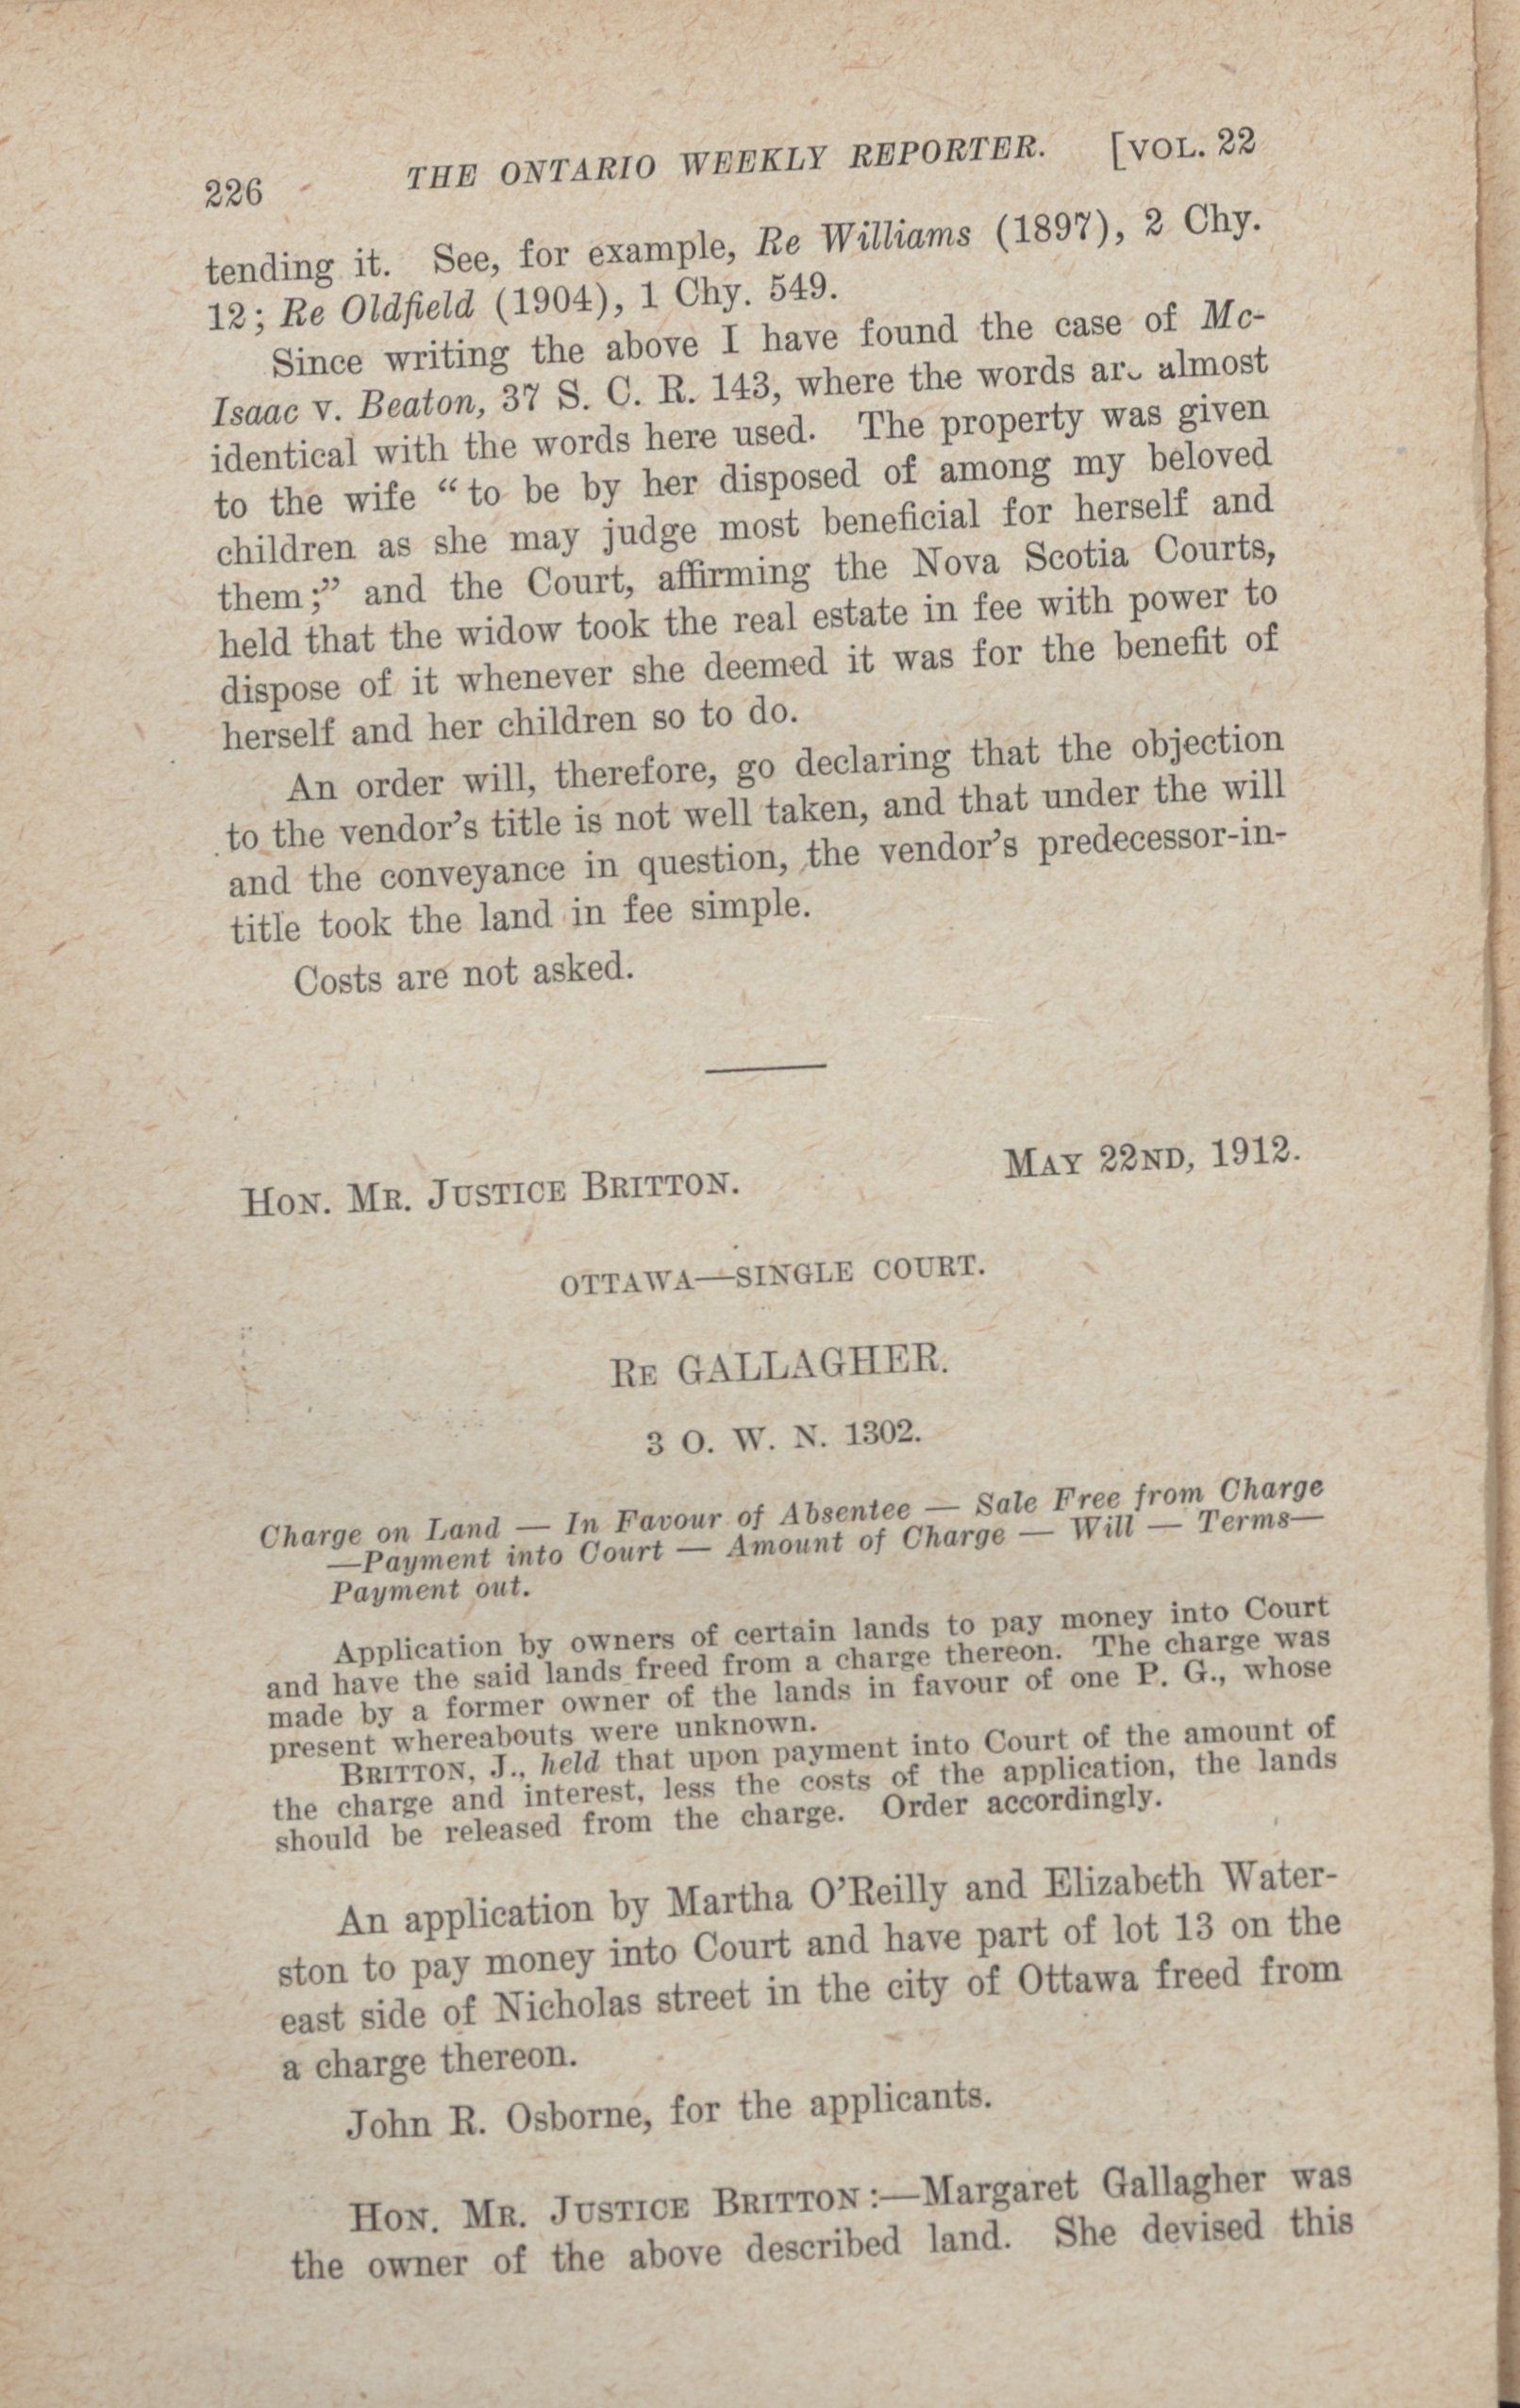 226 THE ONTARIO WEEKLY REPORTER. [VOL. 22
tending it. See, for example, Re Williams (1897), 2 Chy.
12; Re Oldfield (1904), 1 Chy. 549.
Since writing the above I have found the case of Mc-
Isaac v. Beaton, 37 S. C. R. 143, where the words are almost
identical with the words here used. The property was given
to the wife “to be by her disposed of among my beloved
children as she may judge most beneficial for herself and
them;” and the Court, affirming the Nova Scotia Courts,
held that the widow took the real estate in fee with power to
dispose of it whenever she deemed it was for the benefit of
herself and her children so to do.
An order will, therefore, go declaring that the objection
to the vendor’s title is not well taken, and that under the will
and the conveyance in question, the vendor’s predecessor-in-
title took the land in fee simple.
Costs are not asked.
HON. MR. JUSTICE BRITTON. MAY 22ND, 1912.
OTTAWA—SINGLE COURT.
RE GALLAGHER.
3 O. W. N. 1302.
Charge on Land — In Favour of Absentee — Sale Free from Charge
—Payment into Court — Amount of Charge — Will — Terms—
Payment out.
Application by owners of certain lands to pay money into Court
and have the said lands freed from a charge thereon. The charge was
made by a former owner of the lands in favour of one P. G., whose
present whereabouts were unknown.
BRITTON, J., held that upon payment into Court of the amount of
the charge and interest, less the costs of the application, the lands
should be released from the charge. Order accordingly.
An application by Martha O’Reilly and Elizabeth Water-
ston to pay money into Court and have part of lot 13 on the
east side of Nicholas street in the city of Ottawa freed from
a charge thereon.
John R. Osborne, for the applicants.
HON. MR. JUSTICE BRITTON:—Margaret Gallagher was
the owner of the above described land. She devised this